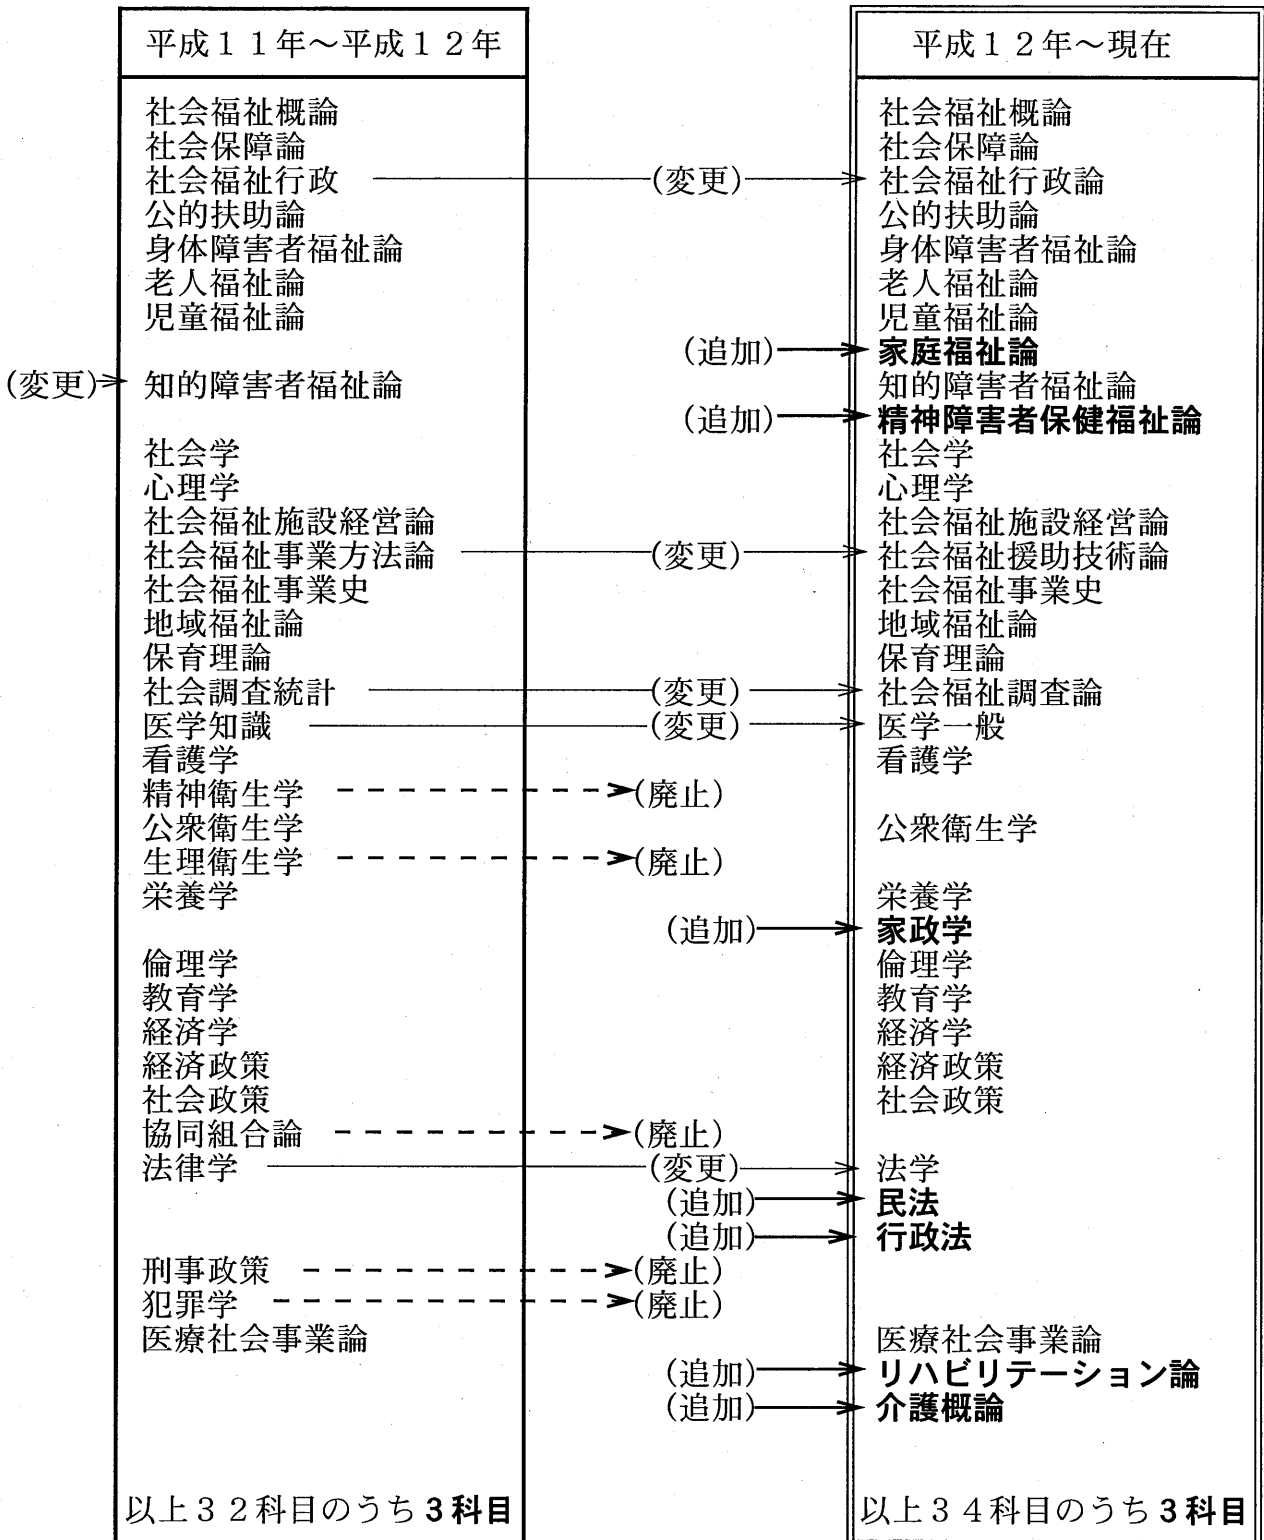 平成１１年～平成１２年
社会福祉概論
社会保障論
社会福祉行政
公的扶助論
身体障害者福祉論
老人福祉論
児童福祉論
(変更)
知的障害者福祉論
社会学
心理学
社会福祉施設経営論
社会福祉事業方法論
社会福祉事業史
地域福祉論
保育理論
社会調査統計
医学知識
看護学
精神衛生学
公衆衛生学
生理衛生学
栄養学
倫理学
教育学
経済学
経済政策
社会政策
協同組合論
法律学
刑事政策
犯罪学
医療社会事業論
以上３２科目のうち３科目
(変更)
(追加)
(追加)
(変更)
(変更)
(変更)
(廃止)
(廃止)
(追加)
(廃止)
(変更)
(追加)
(追加)
(廃止)
(廃止)
(追加)
(追加)
平成１２年～現在
社会福祉概論
社会保障論
社会福祉行政論
公的扶助論
身体障害者福祉論
老人福祉論
児童福祉論
家庭福祉論
知的障害者福祉論
精神障害者保健福祉論
社会学
心理学
社会福祉施設経営論
社会福祉援助技術論
社会福祉事業史
地域福祉論
保育理論
社会福祉調査論
医学一般
看護学
公衆衛生学
栄養学
家政学
倫理学
教育学
経済学
経済政策
社会政策
法学
民法
行政法
医療社会事業論
リハビリテーション論
介護概論
以上３４科目のうち３科目